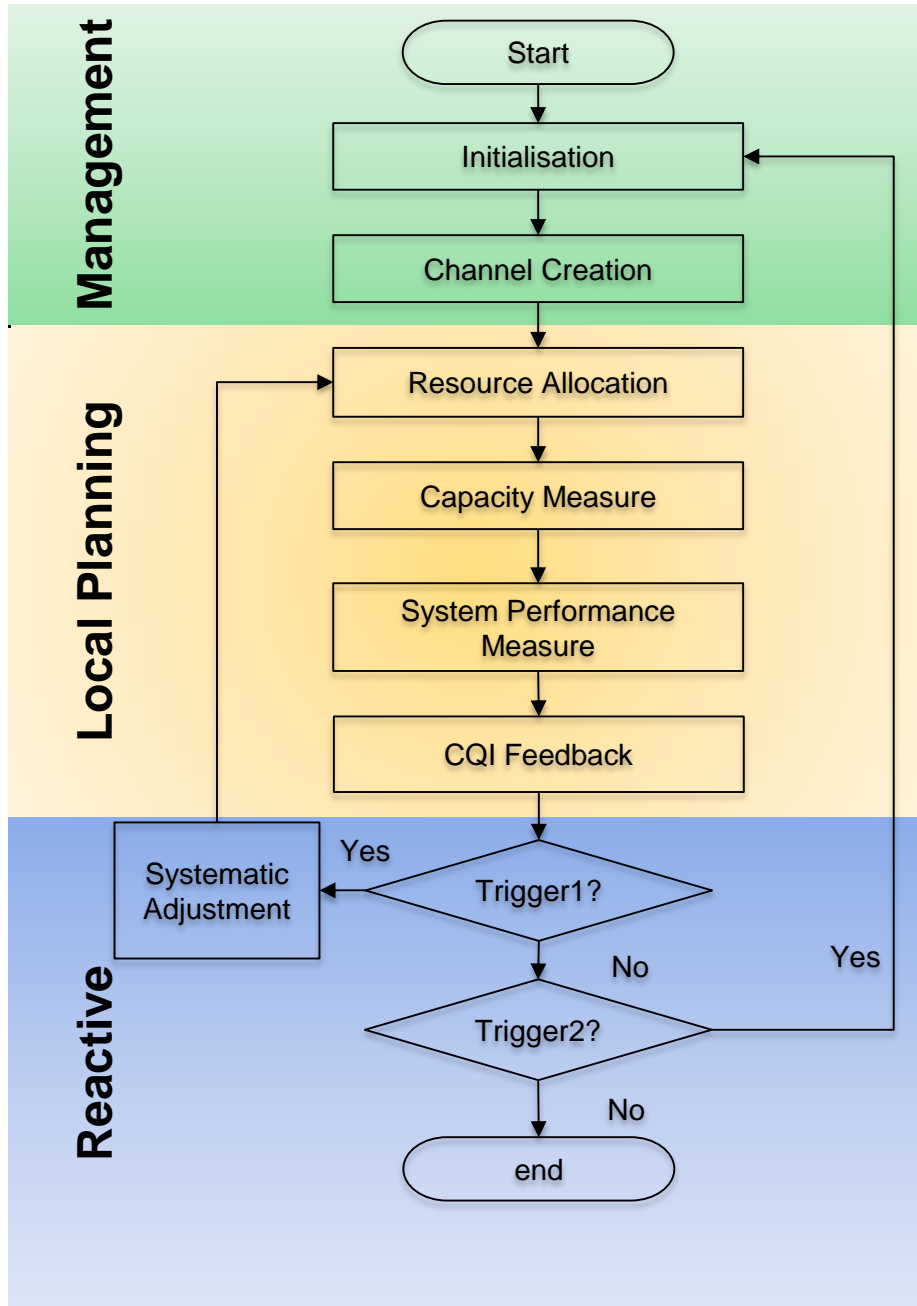 Management
Start
Initialisation
Channel Creation
Local Planning
Resource Allocation
Capacity Measure
System Performance
Measure
CQI Feedback
Reactive
Systematic
Adjustment
Yes
Trigger1?
No
Yes
Trigger2?
No
end